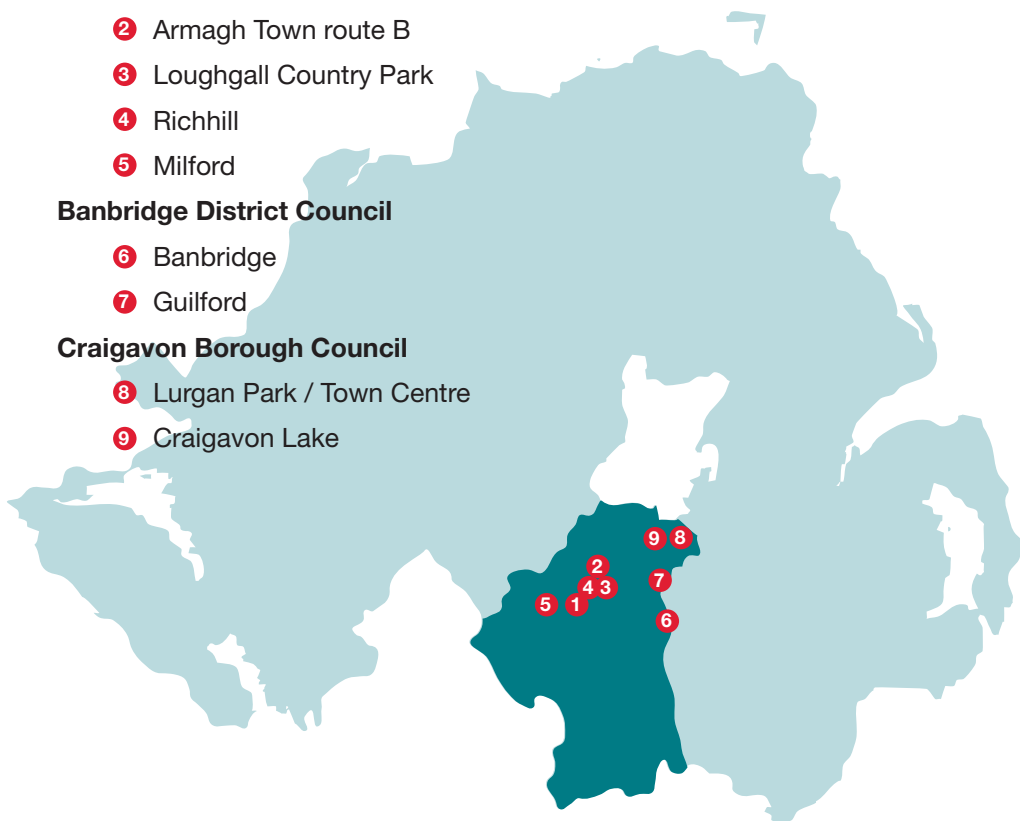 2 Armagh Town route B
3 Loughgall Country Park
4 Richhill
5 Milford
Banbridge District Council
6 Banbridge
7 Guilford
Craigavon Borough Council
8 Lurgan Park / Town Centre
9 Craigavon Lake
9 8
2
7
4 3
5 1
6